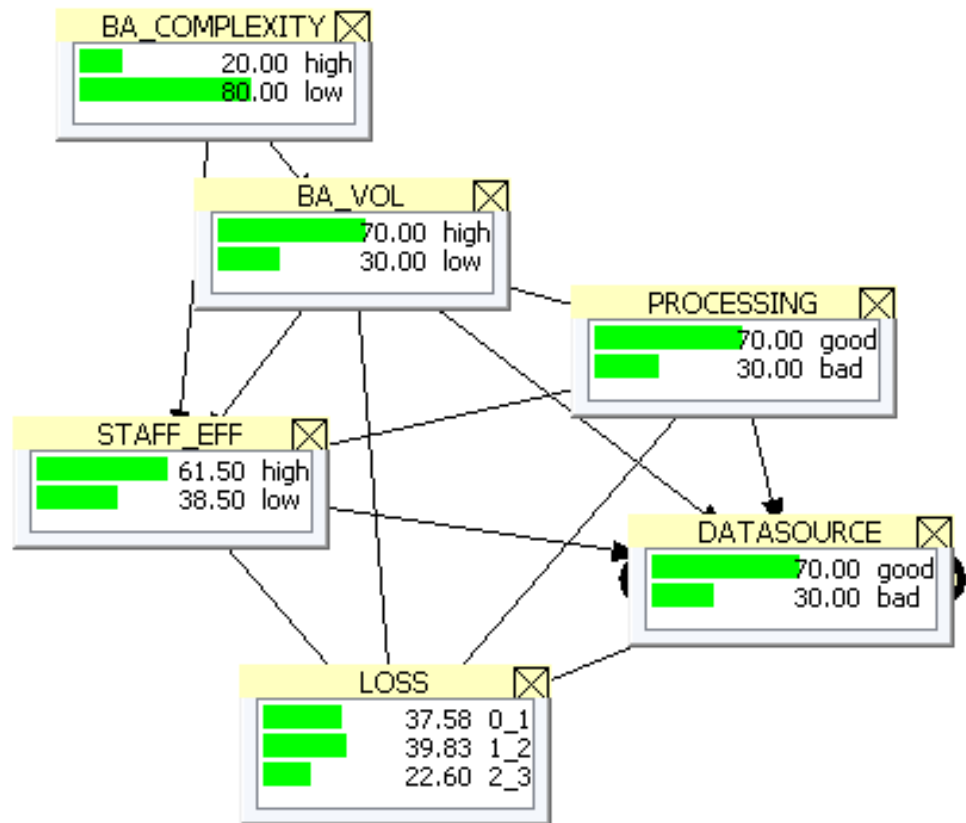 BA_COMPLEXITY
20.00 high
80.00 low
BA_VOL
70.00 high
30.00 low
PROCESSING
70.00 good
30.00 bad
STAFF_EFF
61.50 high
38.50 low
DATASOURCE
70.00 good
30.00 bad
LOSS
37.58 0_1
39.83 1_2
22.60 2_3